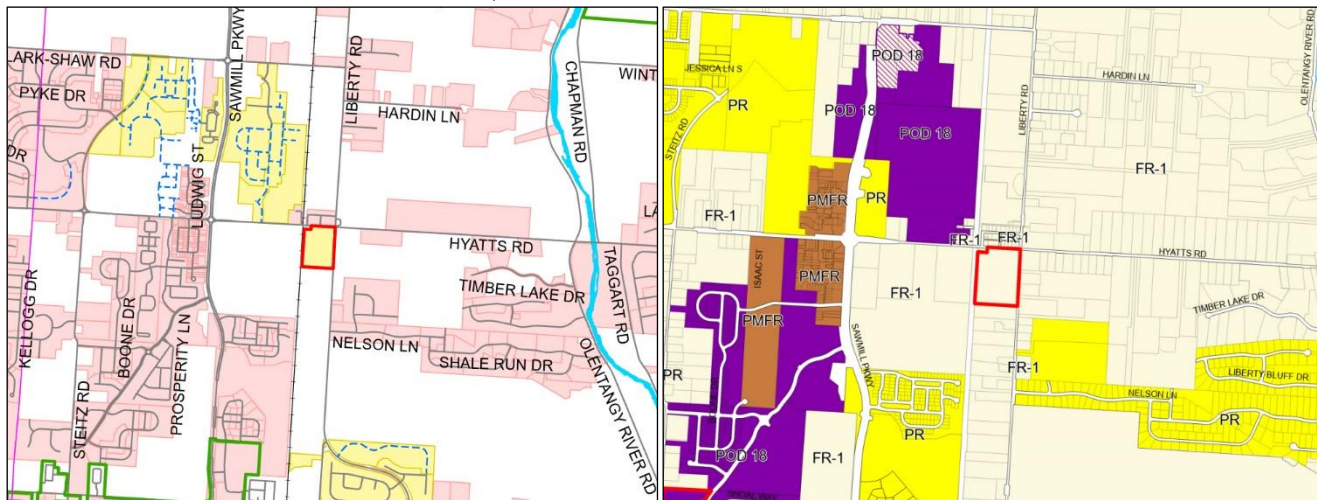 LARK-SHAW RD
PYKE DR
DR
SAWMILL PKWY
LIBERTY RD
HARDIN LN
CHAPMAN RD
WINT
LUDWIG ST
HYATTS RD
TIMBER LAKE DR
TAGGART RD
NELSON LN
SHALE RUN DR
OLENTANGY RIVER RD
KELLOGG DR
STEITZ RD
BOONE DR
PROSPERITY LN
LA
JESSICA LN S
PR
STEITZ RD
POD 18
POD 18
POD 18
HARDIN LN
LIBERTY RD
OLENTANGY RIVER RD
FR-1
PMFR
PR
FR-1
FR-1
FR-1
HYATTS RD
ISAAC ST
PMFR
FR-1
TIMBER LAKE DR
PMFR
SAWMILL PKWY
PR
FR-1
LIBERTY BLUFF DR
NELSON LN
PR
PR
POD 18
FR-1